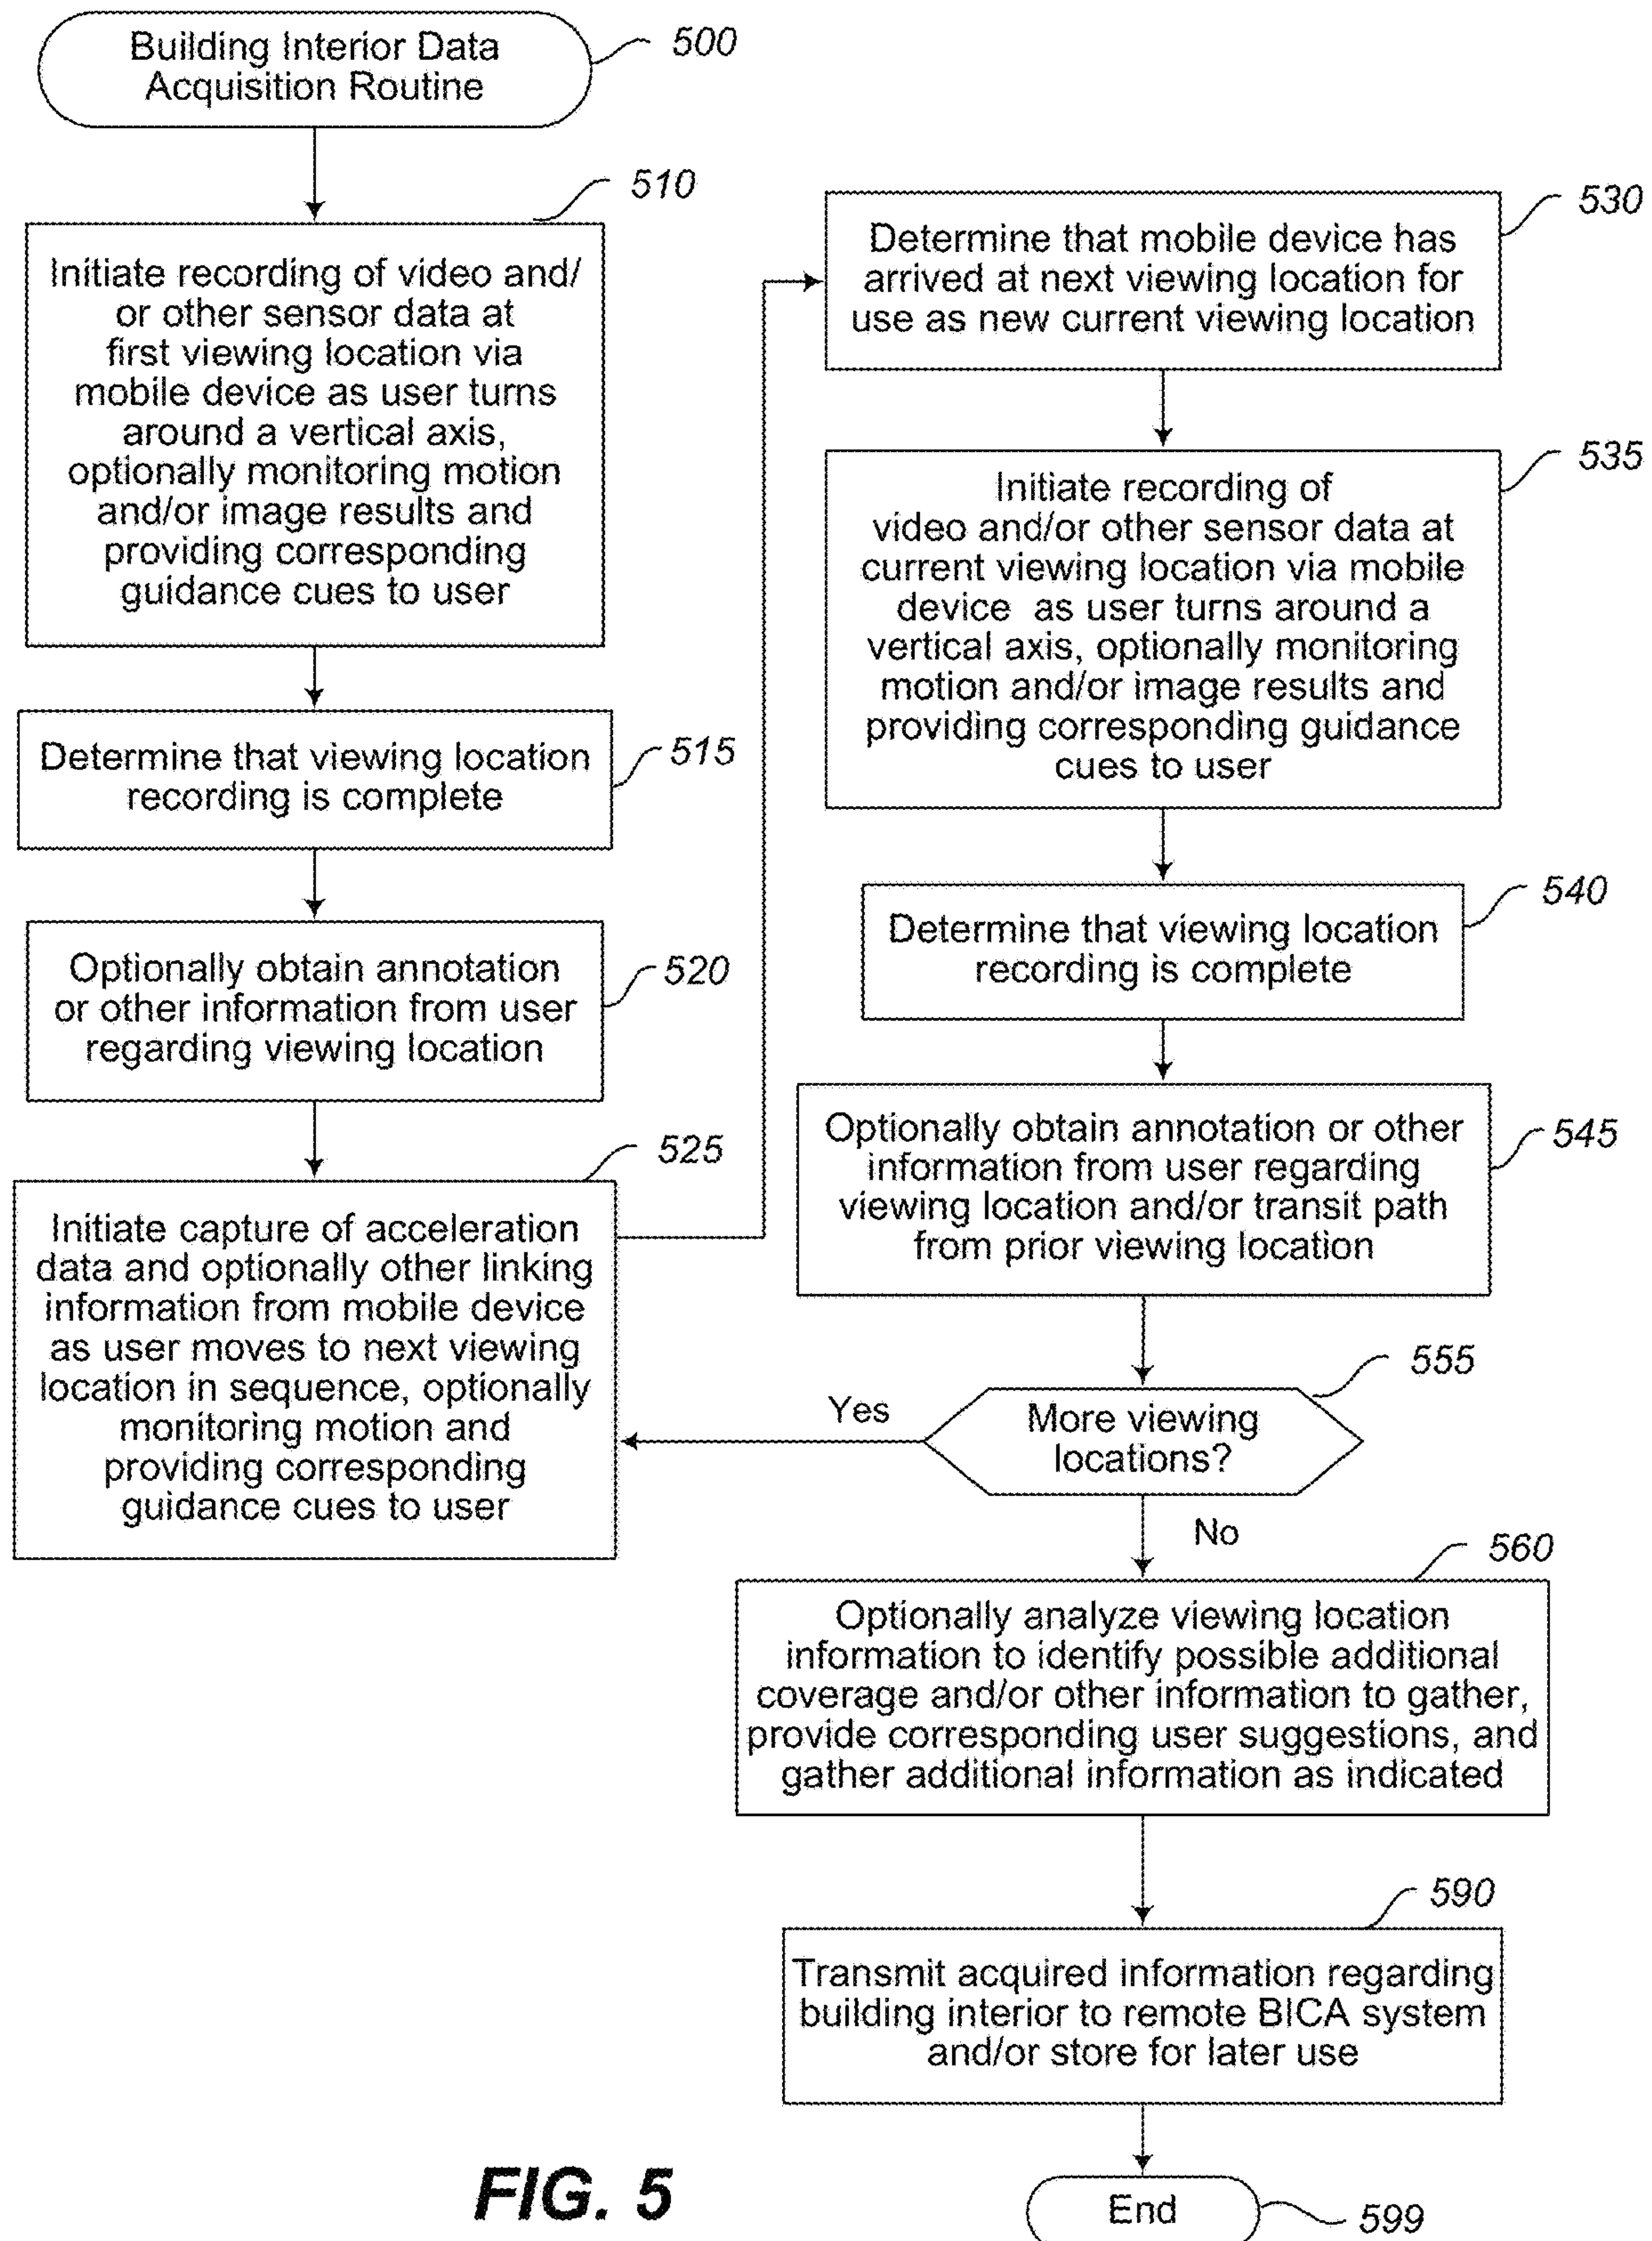 Building Interior Data
Acquisition Routine
500
510
Initiate recording of video and/
or other sensor data at
first viewing location via
mobile device as user turns
around a vertical axis,
optionally monitoring motion
and/or image results and
providing corresponding
guidance cues to user
Determine that viewing location
recording is complete
515
Optionally obtain annotation
or other information from user
regarding viewing location
520
525
Initiate capture of acceleration
data and optionally other linking
information from mobile device
as user moves to next viewing
location in sequence, optionally
monitoring motion and
providing corresponding
guidance cues to user
530
Determine that mobile device has
arrived at next viewing location for
use as new current viewing location
535
Initiate recording of
video and/or other sensor data at
current viewing location via mobile
device as user turns around a
vertical axis, optionally monitoring
motion and/or image results and
providing corresponding guidance
cues to user
540
Determine that viewing location
recording is complete
Optionally obtain annotation or other
information from user regarding
viewing location and/or transit path
from prior viewing location
545
555
More viewing
locations?
Yes
No
560
Optionally analyze viewing location
information to identify possible additional
coverage and/or other information to gather,
provide corresponding user suggestions, and
gather additional information as indicated
590
Transmit acquired information regarding
building interior to remote BICA system
and/or store for later use
End
599
FIG. 5